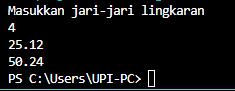 Masukkan jari-jari lingkaran
4
25.12
50.24
PS C:\Users\UPI-PC>